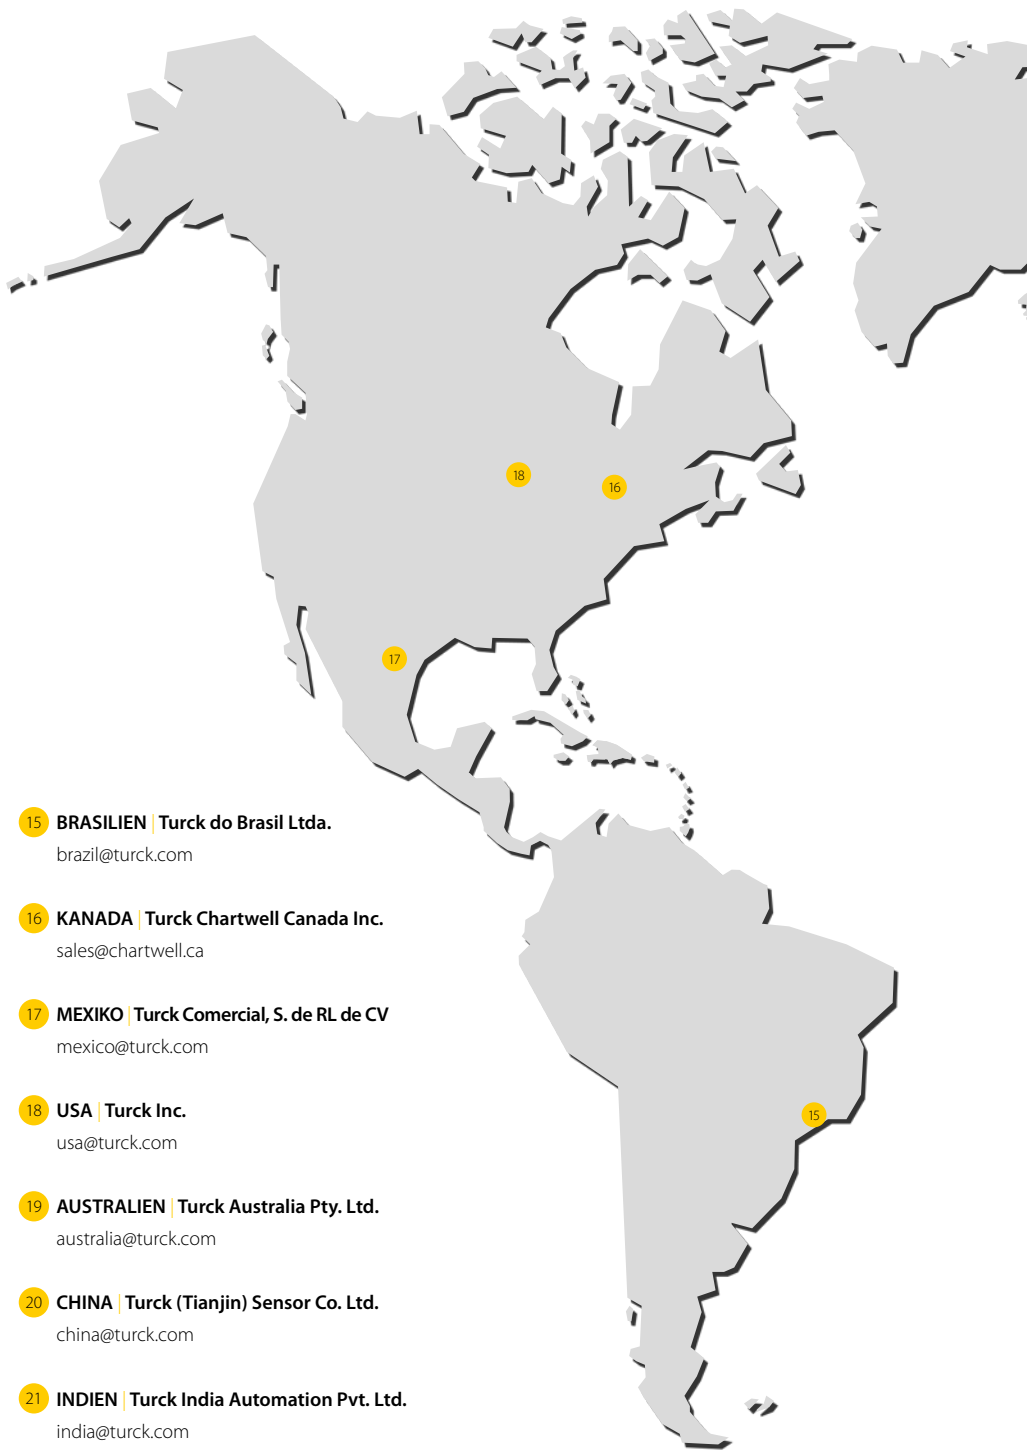 18
16
17
15 BRASILIEN | Turck do Brasil Ltda.
brazil@turck.com
16 KANADA | Turck Chartwell Canada Inc.
sales@chartwell.ca
17 MEXIKO | Turck Comercial, S. de RL de CV
mexico@turck.com
18 USA | Turck Inc.
usa@turck.com
15
19 AUSTRALIEN | Turck Australia Pty. Ltd.
australia@turck.com
20 CHINA | Turck (Tianjin) Sensor Co. Ltd.
china@turck.com
21 INDIEN | Turck India Automation Pvt. Ltd.
india@turck.com